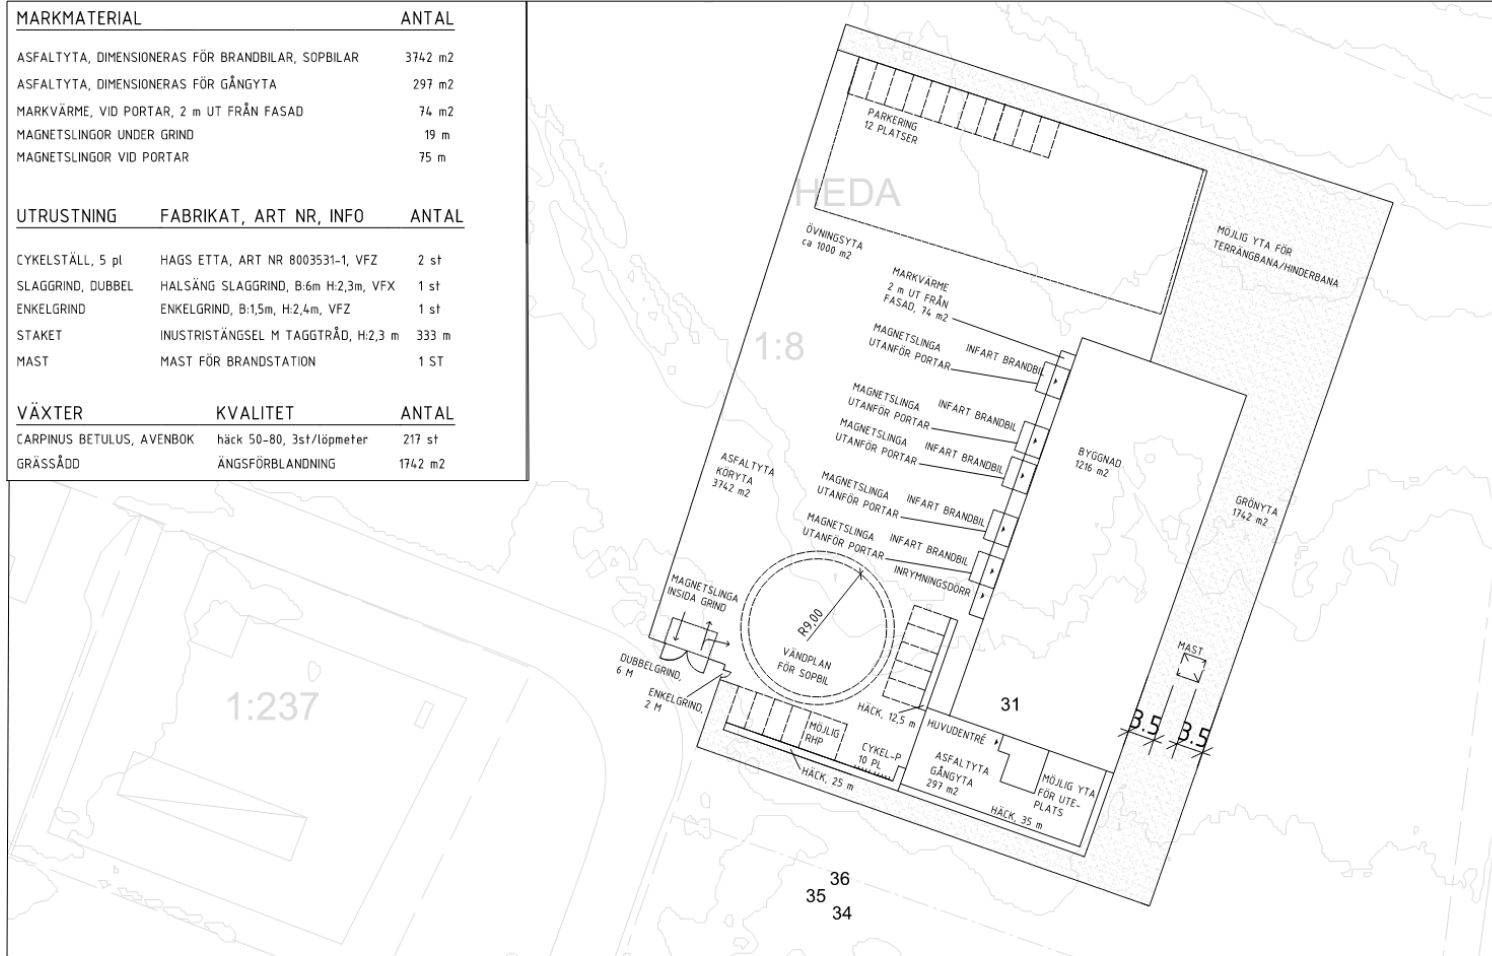 MARKMATERIAL ANTAL
ASFALTYTA, DIMENSIONERAS FÖR BRANDBILAR, SOPBILAR 3742 m2
ASFALTYTA, DIMENSIONERAS FÖR GÅNGYTA 297 m2
MARKVÄRME, VID PORTAR, 2 m UT FRÅN FASAD 74 m2
MAGNETSLINGOR UNDER GRIND 19 m
MAGNETSLINGOR VID PORTAR 75 m
UTRUSTNING FABRIKAT, ART NR, INFO ANTAL
CYKELSTÄLL, 5 pl HAGS ETTA, ART NR 8003531-1, VFZ 2 st
SLAGGRIND, DUBBEL HALSÄNG SLAGGRIND, B:6m H:2,3m, VFX 1 st
ENKELGRIND ENKELGRIND, B:1,5m, H:2,4m, VFZ 1 st
STAKET INUSTRISTÄNGSEL M TAGGTRÅD, H:2,3 m 333 m
MAST MAST FÖR BRANDSTATION 1 ST
VÄXTER KVALITET ANTAL
CARPINUS BETULUS, AVENBOK häck 50-80, 3st/löpmeter 217 st
GRÄSSÅDD ÄNGSFÖRBLANDNING 1742 m2
PARKERING
12 PLATSER
HEDA
ÖVNINGSYTA
ca 1000 m2
MÖJLIG YTA FÖR
TERRÄNGBANA/HINDERBANA
MARKVÄRME
2 m UT FRÅN
FASAD, 74 m2
1:8
MAGNETSLINGA
UTANFÖR PORTAR
INFART BRANDBIL
MAGNETSLINGA
UTANFÖR PORTAR
INFART BRANDBIL
MAGNETSLINGA
UTANFÖR PORTAR
INFART BRANDBIL
MAGNETSLINGA
UTANFÖR PORTAR
INFART BRANDBIL
MAGNETSLINGA
UTANFÖR PORTAR
INFART BRANDBIL
INRYMNINGSDÖRR
BYGGNAD
1216 m2
ASFALTYTA
KÖRYTA
3742 m2
GRÖNYTA
1742 m2
MAGNETSLINGA
INSIDA GRIND
R9,00
VÄNDPLAN
FÖR SOPBIL
MAST
DUBBELGRIND,
6 M
ENKELGRIND,
2 M
1:237
31
3.5
3.5
HÄCK, 12,5 m
HUVUDENTRÉ
MÖJLIG
RHP
CYKEL-P
10 PL
ASFALTYTA
GÅNGYTA
297 m2
MÖJLIG YTA
FÖR UTE-
PLATS
HÄCK, 25 m
HÄCK, 35 m
36
35
34